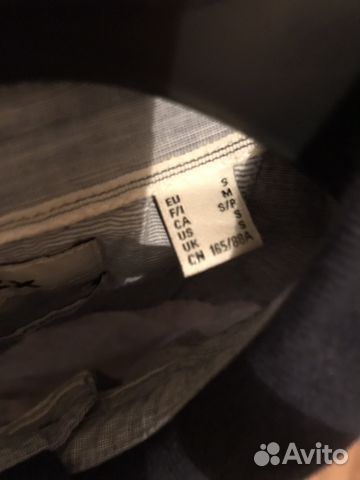 EU S
F/I M
CA S/P
US S
UK S
CN 165/88A
Avito